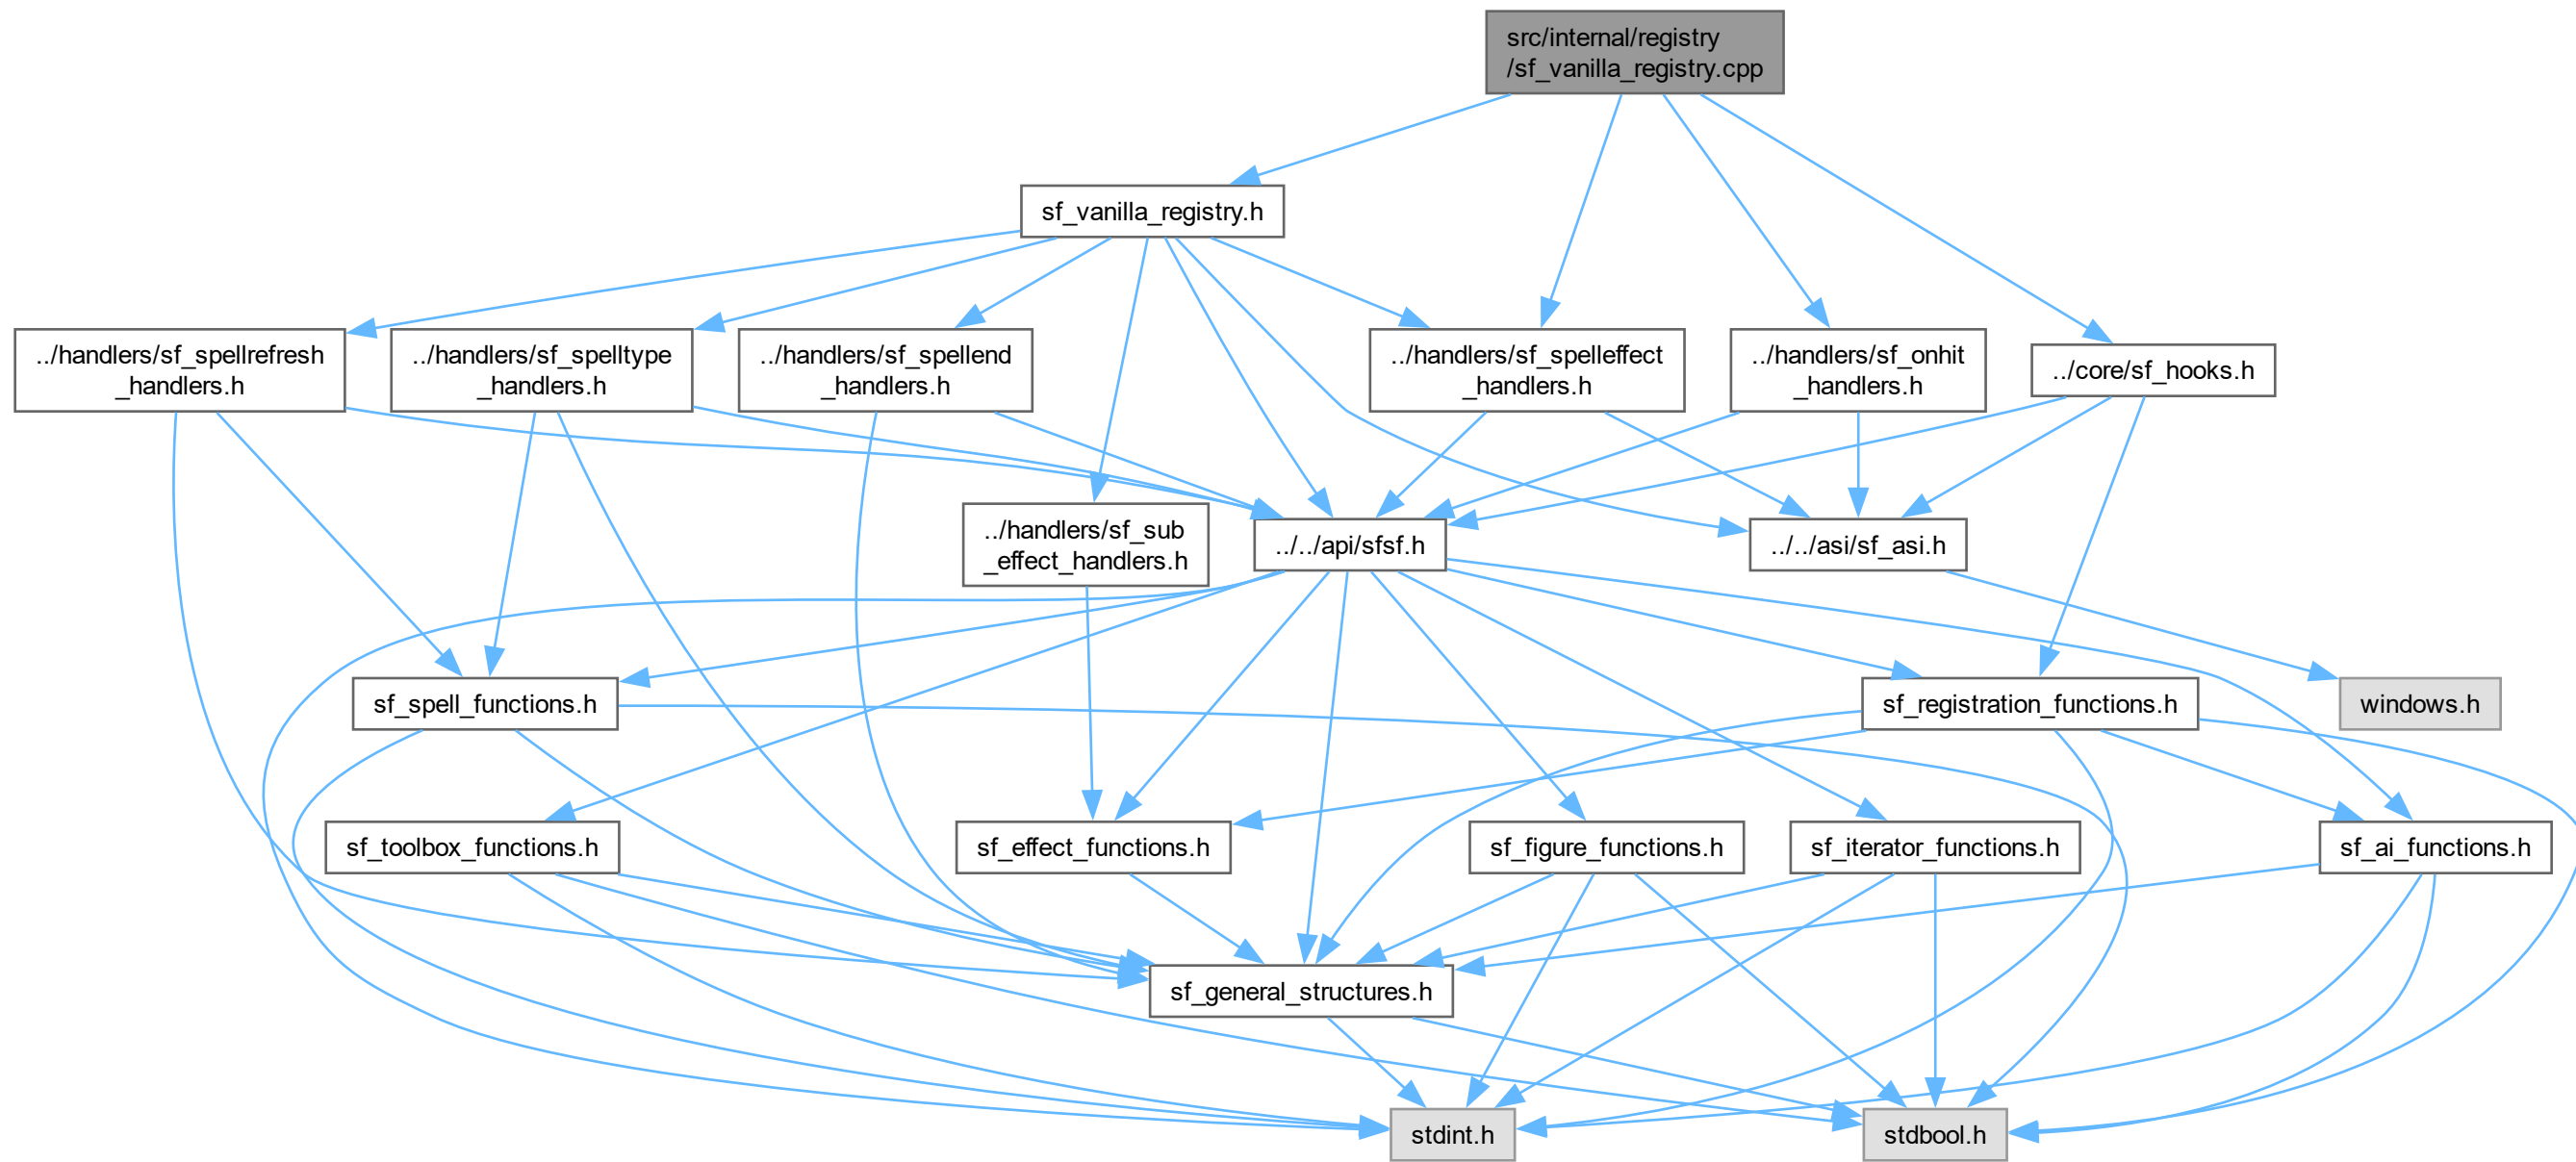 src/internal/registry
/sf_vanilla_registry.cpp
sf_vanilla_registry.h
../handlers/sf_spellrefresh
_handlers.h
../handlers/sf_spelltype
_handlers.h
../handlers/sf_spellend
_handlers.h
../handlers/sf_spelleffect
_handlers.h
../handlers/sf_onhit
_handlers.h
../core/sf_hooks.h
../handlers/sf_sub
_effect_handlers.h
../../api/sfsf.h
../../asi/sf_asi.h
sf_spell_functions.h
sf_registration_functions.h
windows.h
sf_toolbox_functions.h
sf_effect_functions.h
sf_figure_functions.h
sf_iterator_functions.h
sf_ai_functions.h
sf_general_structures.h
stdint.h
stdbool.h